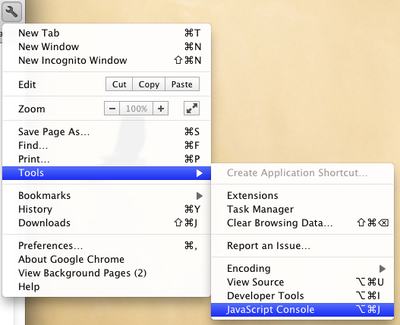 New Tab ⌘T
New Window ⌘N
New Incognito Window ⇧⌘N
Edit Cut Copy Paste
Zoom − 100% +
Save Page As... ⌘S
Find... ⌘F
Print... ⌘P
Tools ▶
Bookmarks ▶
History ⌘Y
Downloads ⇧⌘J
Preferences... ⌘,
About Google Chrome
View Background Pages (2)
Help
Create Application Shortcut...
Extensions
Task Manager
Clear Browsing Data... ⇧⌘⌫
Report an Issue...
Encoding ▶
View Source ⌥⌘U
Developer Tools ⌥⌘I
JavaScript Console ⌥⌘J